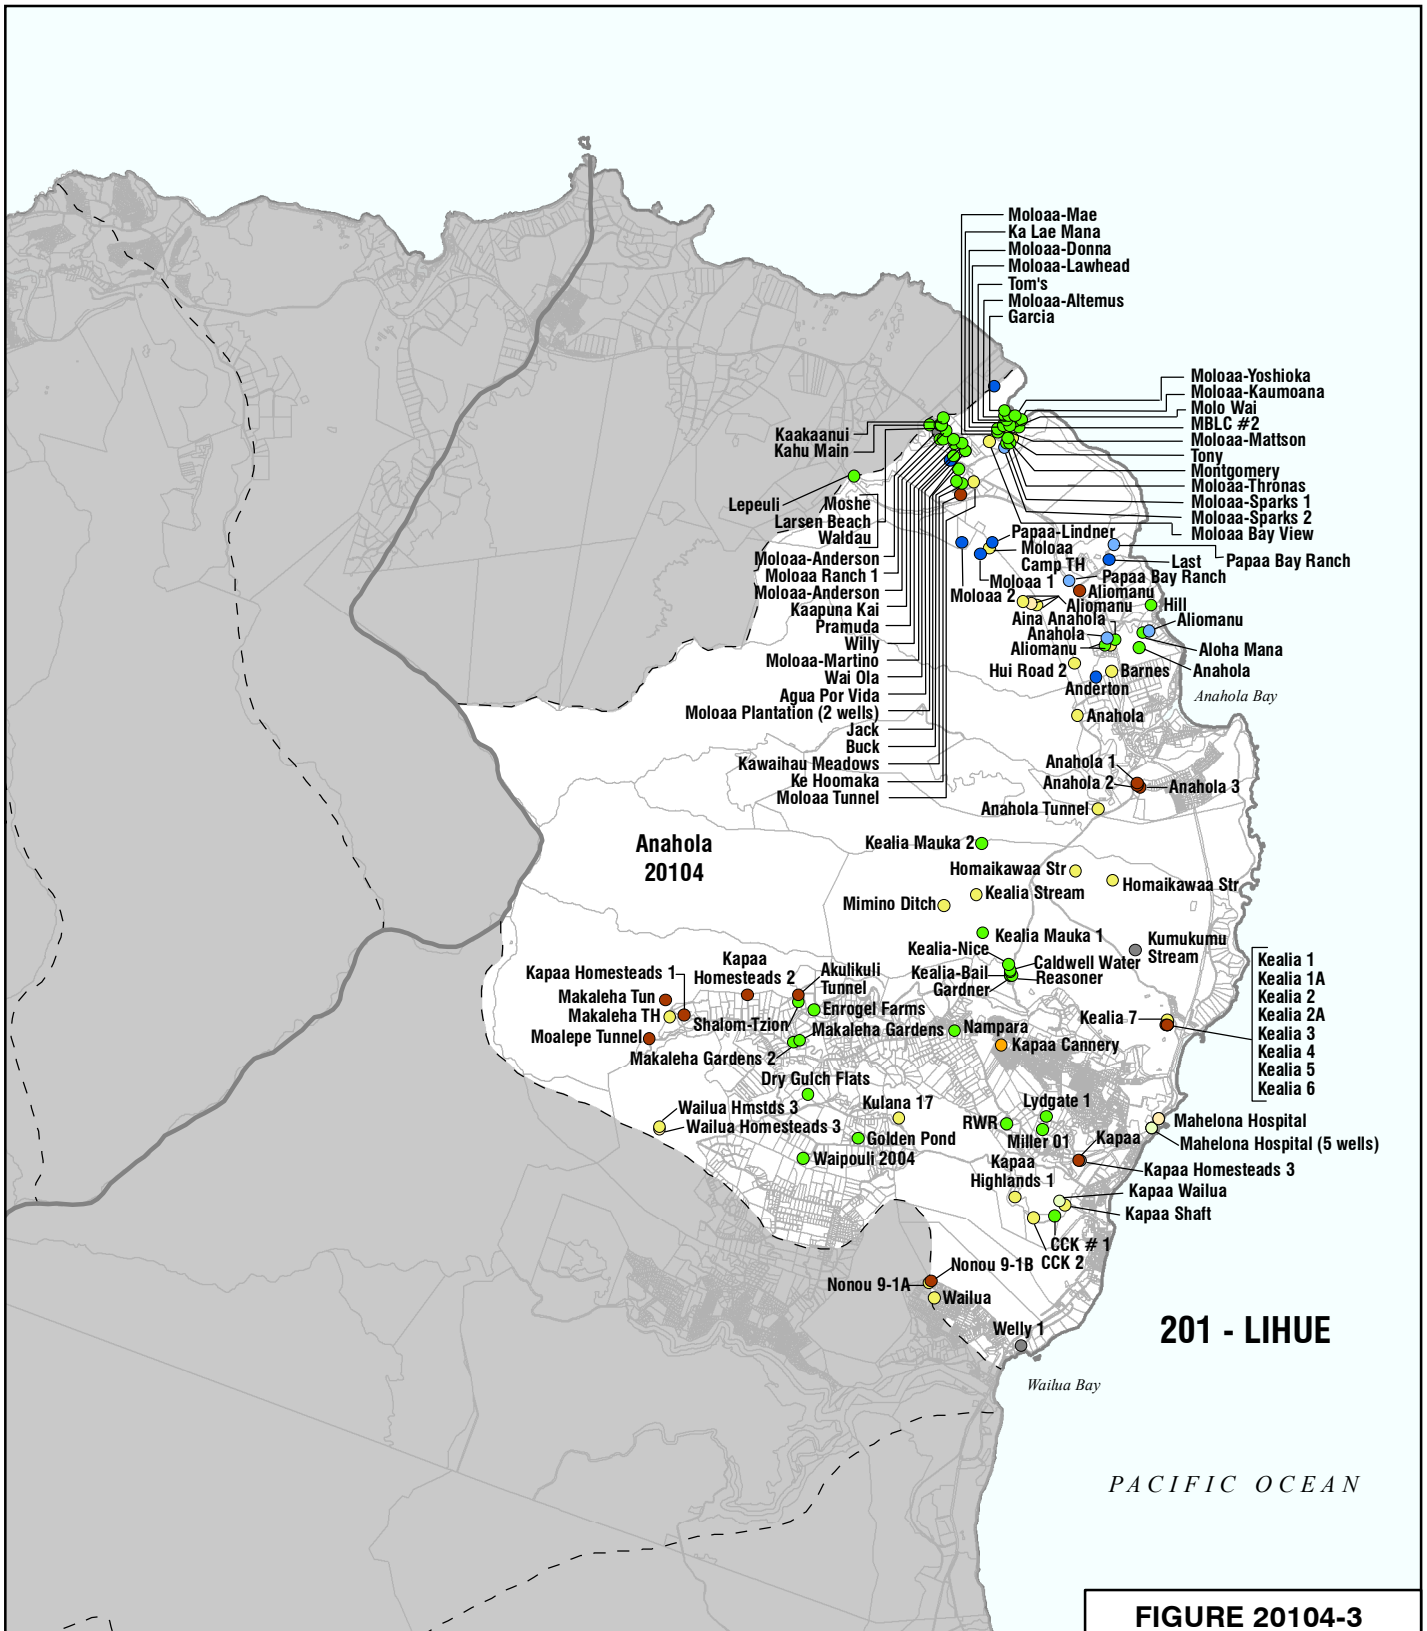 Moloaa-Mae
Ka Lae Mana
Moloaa-Donna
Moloaa-Lawhead
Tom's
Moloaa-Altemus
Garcia
Moloaa-Yoshioka
Moloaa-Kaumoana
Molo Wai
MBLC #2
Moloaa-Mattson
Tony
Montgomery
Moloaa-Thronas
Moloaa-Sparks 1
Moloaa-Sparks 2
Moloaa Bay View
Kaakaanui
Kahu Main
Lepeuli
Moshe
Larsen Beach
Waldau
Moloaa-Anderson
Moloaa Ranch 1
Moloaa-Anderson
Kaapuna Kai
Pramuda
Willy
Moloaa-Martino
Wai Ola
Agua Por Vida
Moloaa Plantation (2 wells)
Jack
Buck
Kawaihau Meadows
Ke Hoomaka
Moloaa Tunnel
Papaa-Lindner
Moloaa
Camp TH
Moloaa 1
Moloaa 2
Papaa Bay Ranch
Last
Papaa Bay Ranch
Aliomanu
Aliomanu
Hill
Aina Anahola
Anahola
Aliomanu
Aliomanu
Aloha Mana
Anahola
Hui Road 2
Barnes
Anderton
Anahola Bay
Anahola
Anahola 1
Anahola 2
Anahola 3
Anahola Tunnel
Anahola
20104
Kealia Mauka 2
Homaikawaa Str
Homaikawaa Str
Kealia Stream
Mimino Ditch
Kealia Mauka 1
Kumukumu
Stream
Kealia-Nice
Caldwell Water
Kealia-Bail
Reasoner
Gardner
Kealia 1
Kealia 1A
Kealia 2
Kealia 2A
Kealia 3
Kealia 4
Kealia 5
Kealia 6
Kealia 7
Kapaa Homesteads 1
Kapaa
Homesteads 2
Akulikuli
Tunnel
Makaleha Tun
Makaleha TH
Moalepe Tunnel
Shalom-Tzion
Enrogel Farms
Makaleha Gardens
Makaleha Gardens 2
Nampara
Kapaa Cannery
Dry Gulch Flats
Kulana 17
Wailua Hmstds 3
Wailua Homesteads 3
Golden Pond
Waipouli 2004
Lydgate 1
RWR
Miller 01
Kapaa
Mahelona Hospital
Mahelona Hospital (5 wells)
Kapaa Homesteads 3
Kapaa
Highlands 1
Kapaa Wailua
Kapaa Shaft
CCK # 1
CCK 2
Nonou 9-1B
Nonou 9-1A
Wailua
Welly 1
201 - LIHUE
Wailua Bay
PACIFIC OCEAN
FIGURE 20104-3